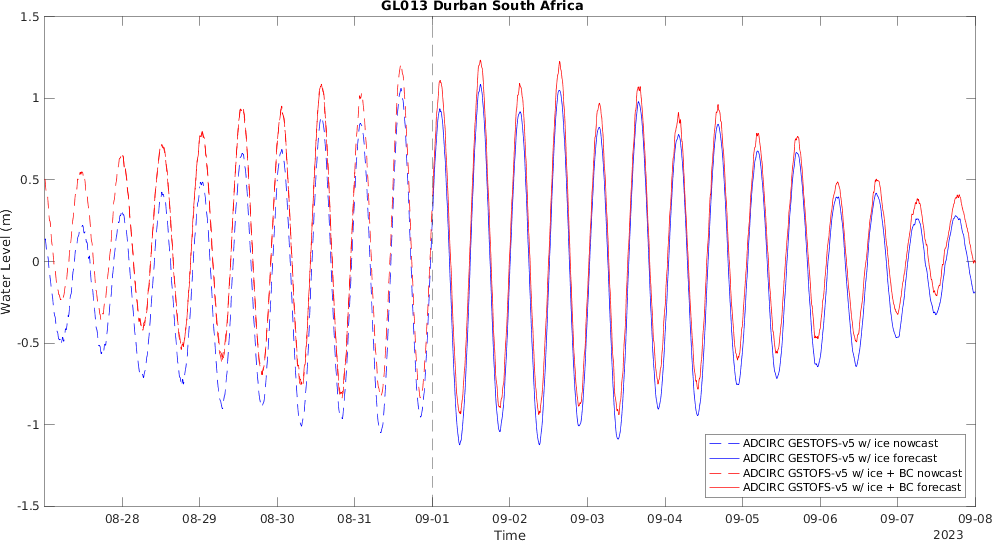 GL013 Durban South Africa
1.5
1
0.5
0
-0.5
-1
-1.5
Water Level (m)
ADCIRC GESTOFS-v5 w/ ice nowcast
ADCIRC GESTOFS-v5 w/ ice forecast
ADCIRC GSTOFS-v5 w/ ice + BC nowcast
ADCIRC GSTOFS-v5 w/ ice + BC forecast
08-28 08-29 08-30 08-31 09-01 09-02 09-03 09-04 09-05 09-06 09-07 09-08
Time
2023